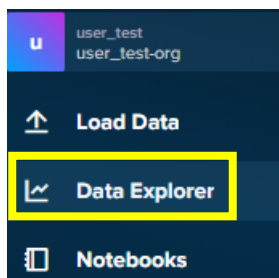 u
user_test
user_test-org
Load Data
Data Explorer
Notebooks